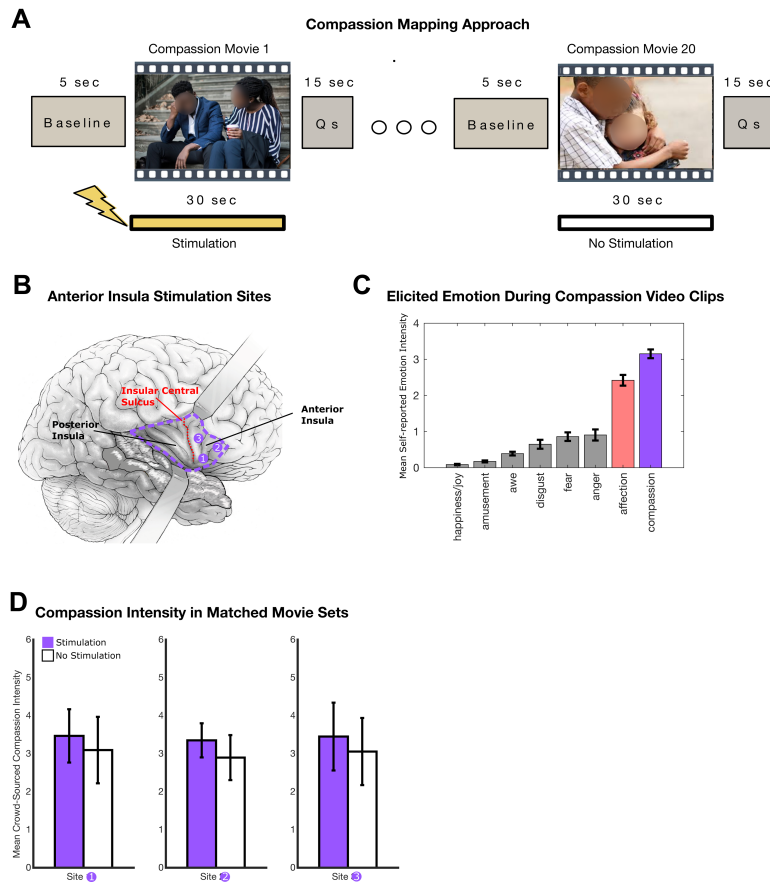 A
Compassion Mapping Approach
Compassion Movie 1
Compassion Movie 20
5 sec
15 sec
5 sec
15 sec
Baseline
Qs
Baseline
Qs
30 sec
30 sec
Stimulation
No Stimulation
B
Anterior Insula Stimulation Sites
Insular Central
Sulcus
Posterior
Insula
Anterior
Insula
3
2
1
C
Elicited Emotion During Compassion Video Clips
Mean Self-reported Emotion Intensity
4
3
2
1
0
happiness/joy
amusement
awe
disgust
fear
anger
affection
compassion
D
Compassion Intensity in Matched Movie Sets
Mean Crowd-Sourced Compassion Intensity
Stimulation
No Stimulation
6
5
4
3
2
1
0
Site 1
6
5
4
3
2
1
0
Site 2
6
5
4
3
2
1
0
Site 3